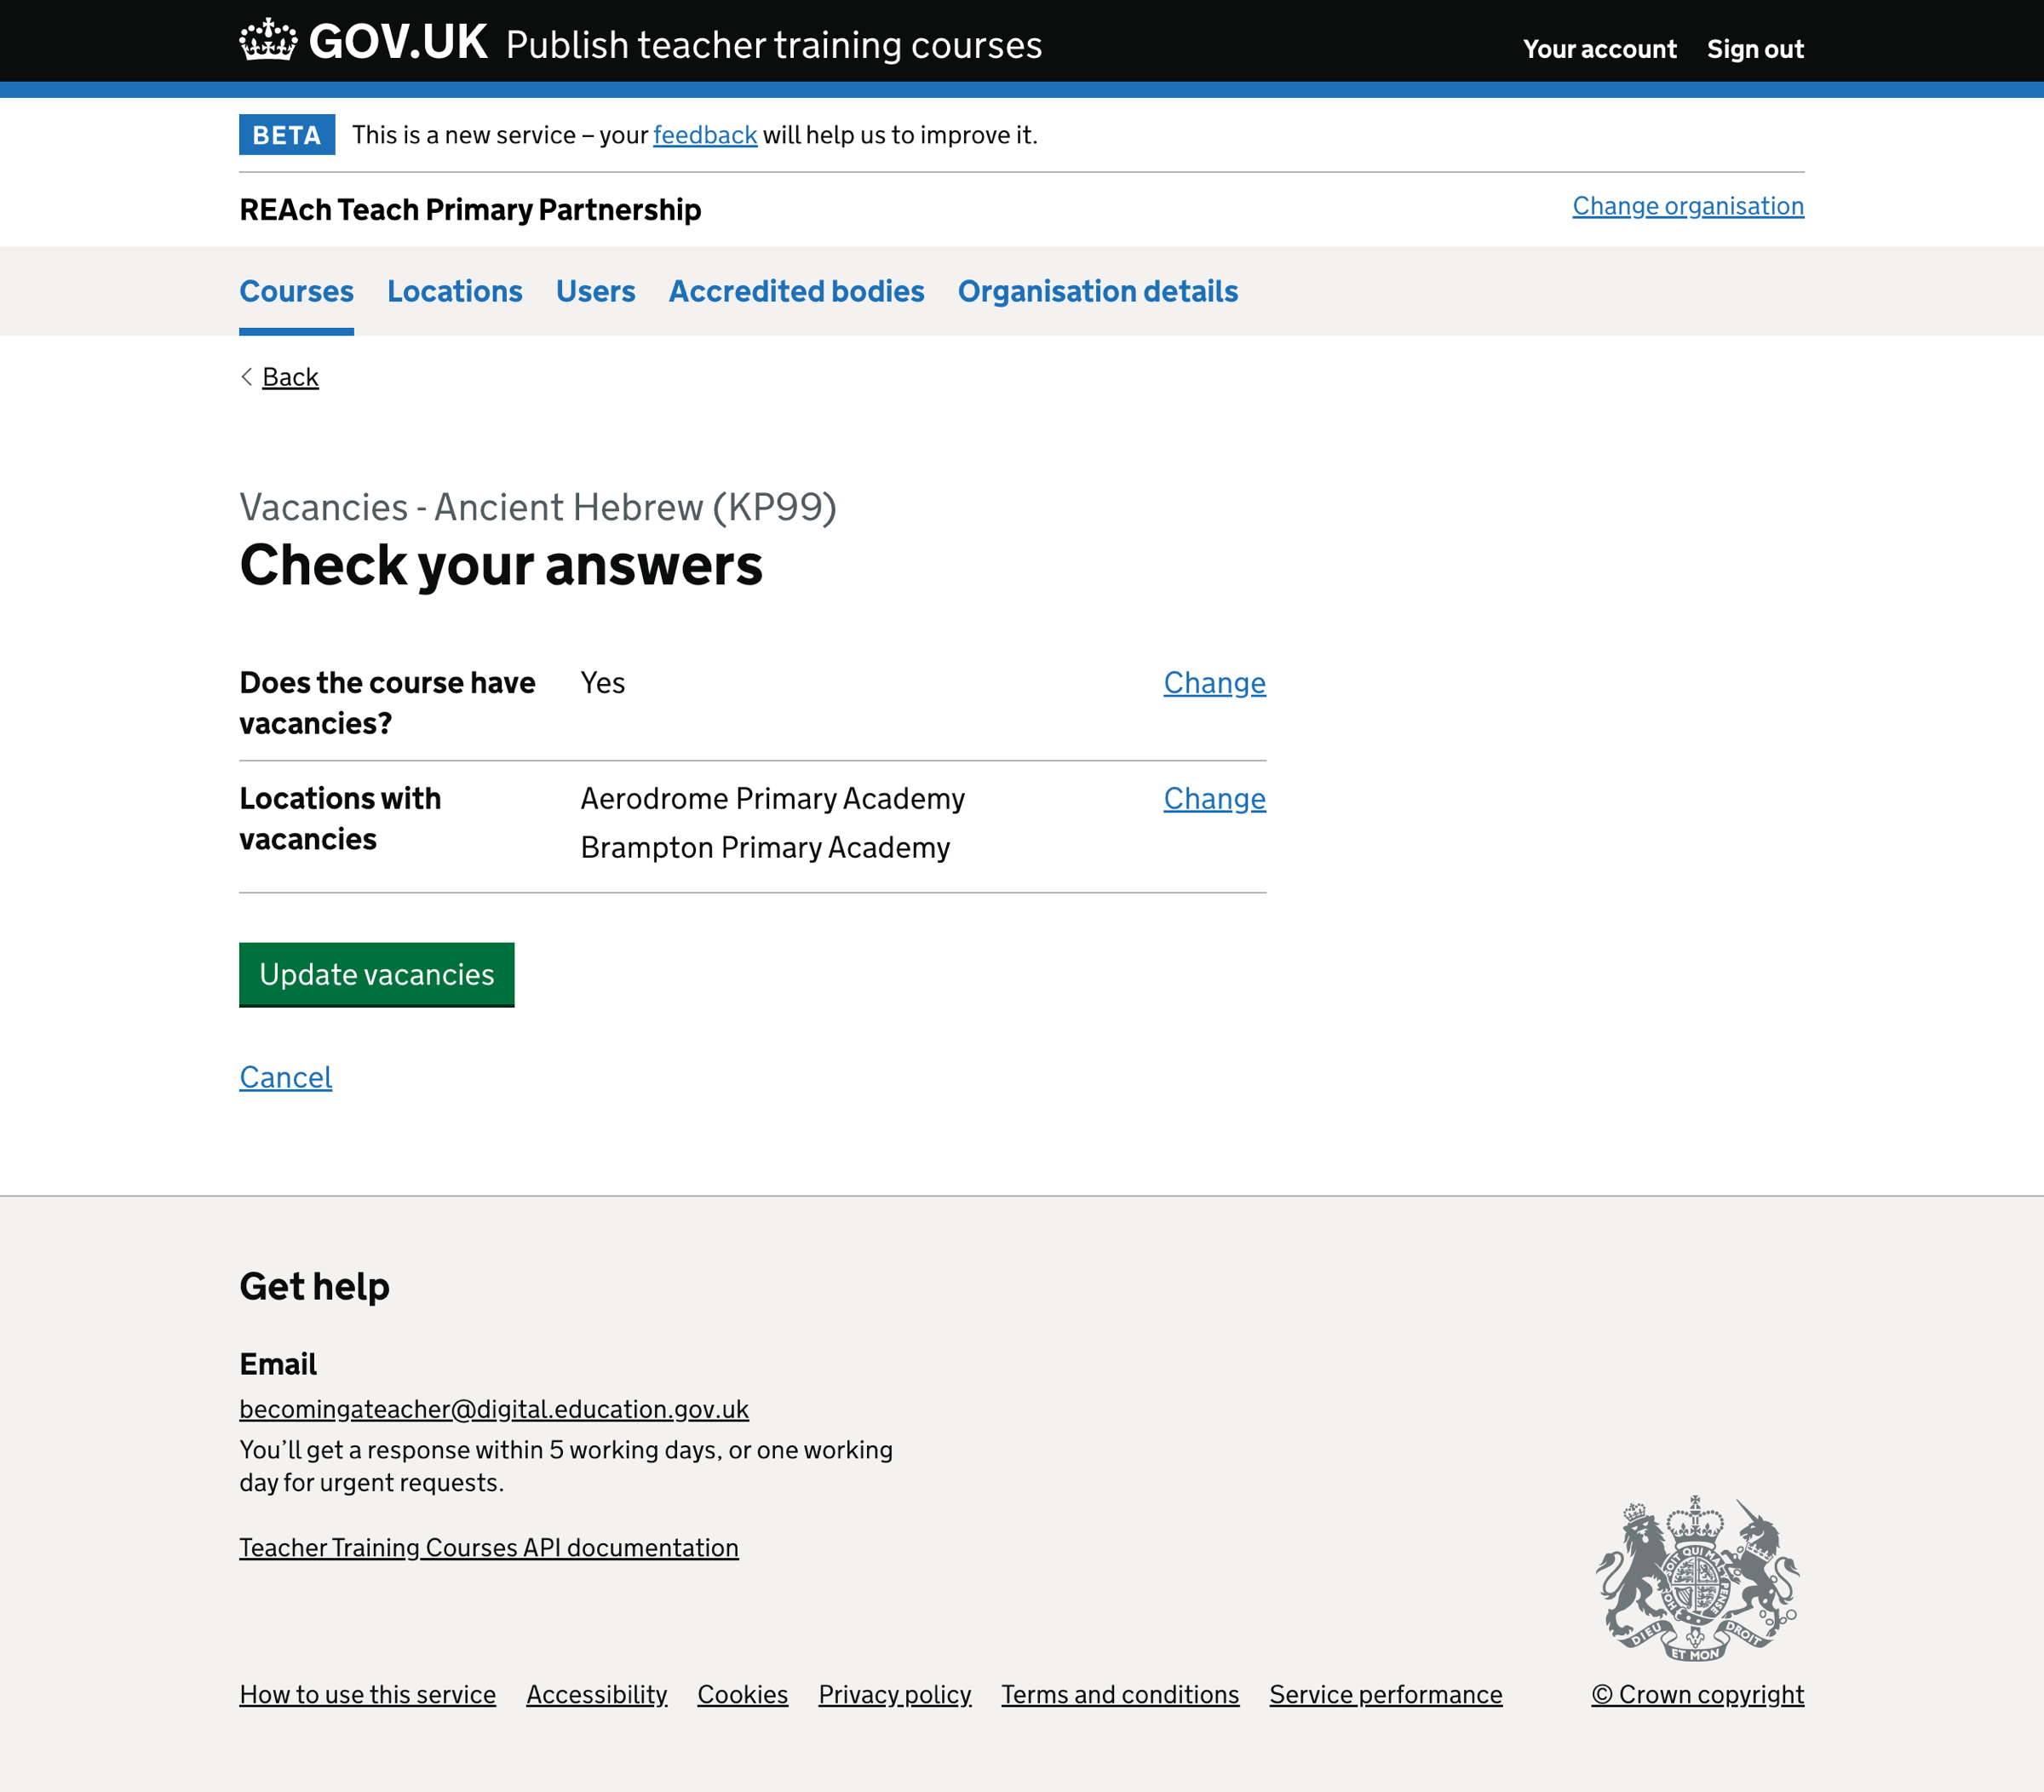 GOV.UK Publish teacher training courses Your account Sign out
BETA This is a new service – your feedback will help us to improve it.
REAch Teach Primary Partnership Change organisation
Courses Locations Users Accredited bodies Organisation details
Back
Vacancies - Ancient Hebrew (KP99)
Check your answers
Does the course have Yes Change
vacancies?
Locations with Aerodrome Primary Academy Change
vacancies
Brampton Primary Academy
Update vacancies
Cancel
Get help
Email
becomingateacher@digital.education.gov.uk
You’ll get a response within 5 working days, or one working
day for urgent requests.
Teacher Training Courses API documentation
DIEU ET MON DROIT
How to use this service Accessibility Cookies Privacy policy Terms and conditions Service performance © Crown copyright